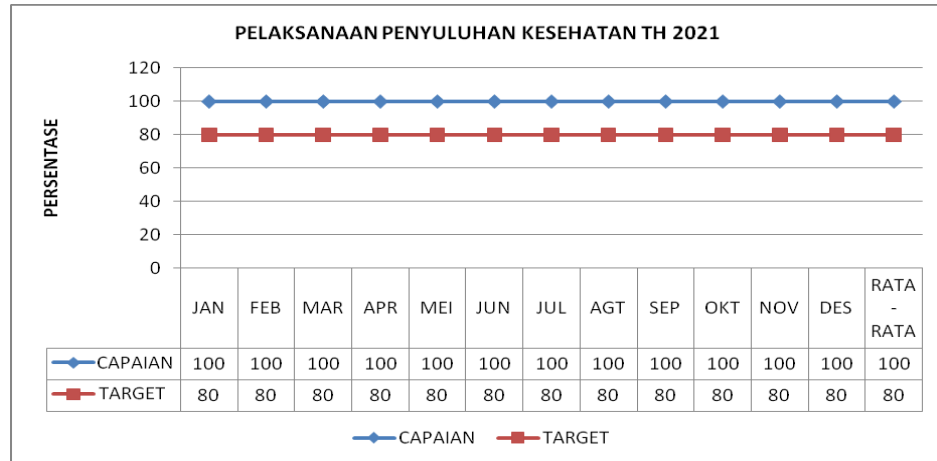 PELAKSANAAN PENYULUHAN KESEHATAN TH 2021
PERSENTASE
120
100
80
60
40
20
0
JAN FEB MAR APR MEI JUN JUL AGT SEP OKT NOV DES RATA
-
RATA
CAPAIAN 100 100 100 100 100 100 100 100 100 100 100 100 100
TARGET 80 80 80 80 80 80 80 80 80 80 80 80 80
CAPAIAN TARGET